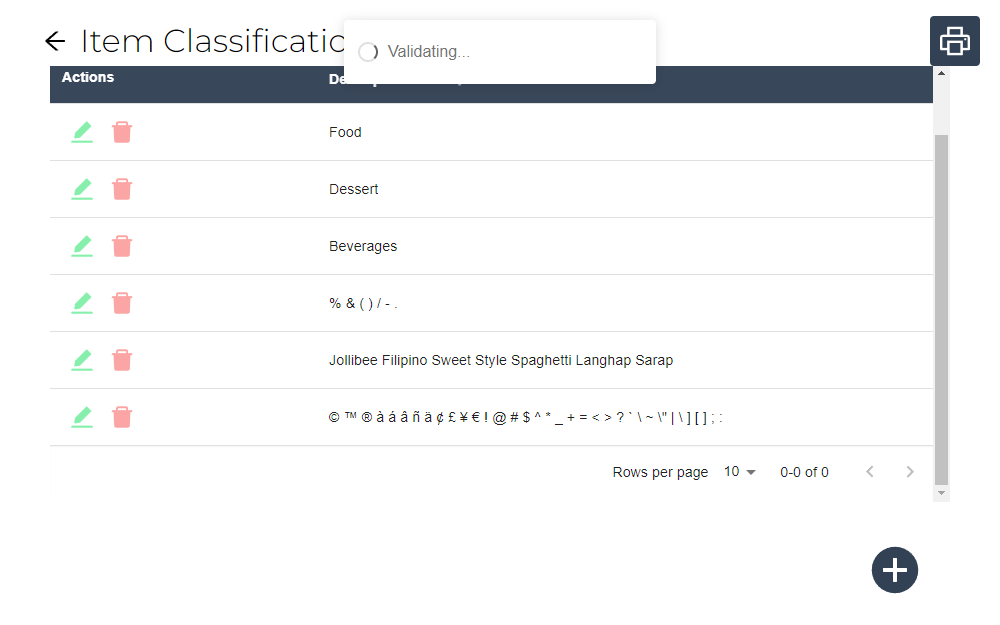 Item Classificatio
Validating...
Actions
Food
Dessert
Beverages
% & ( ) / - .
Jollibee Filipino Sweet Style Spaghetti Langhap Sarap
© ™ ® à á â ñ ä ¢ £ ¥ € ! @ # $ ^ * _ + = < > ? ` \ ~ \" | \ ] [ ] ; :
Rows per page 10 0-0 of 0